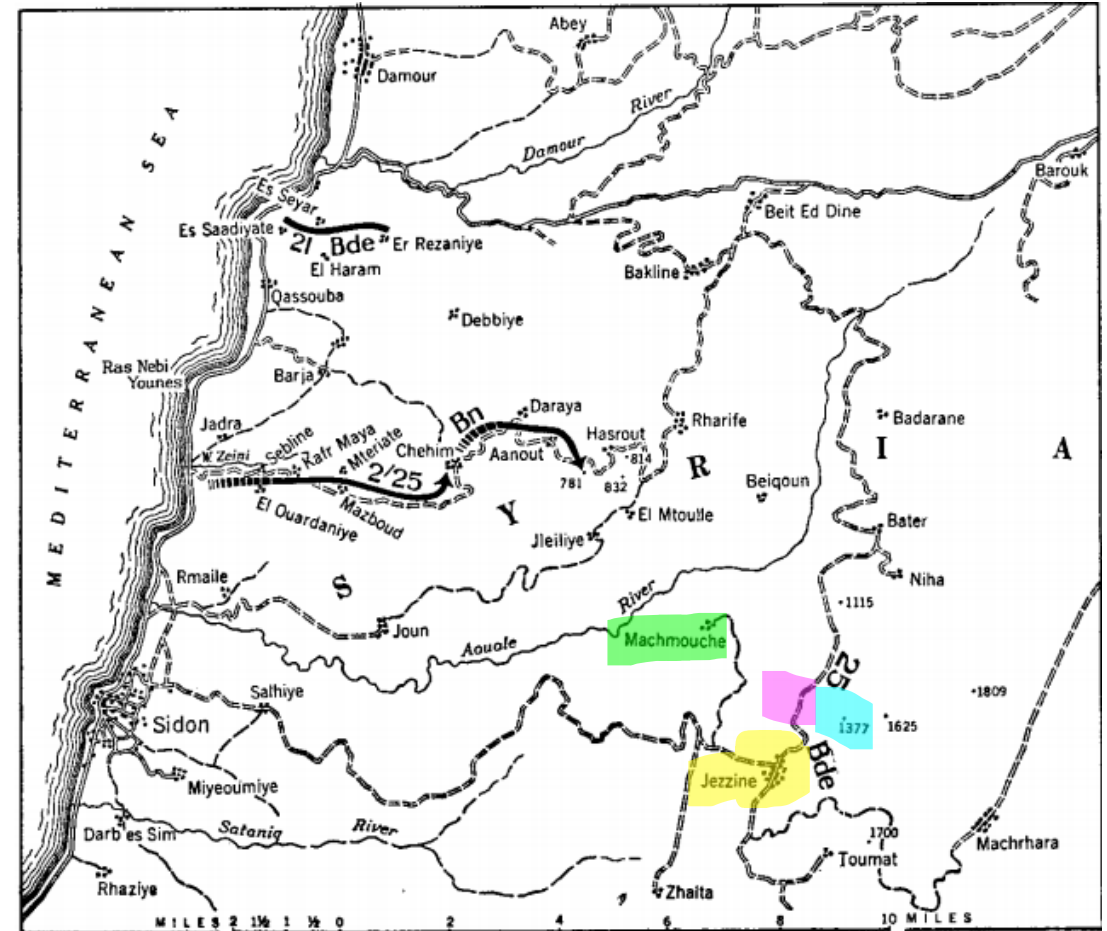 Abey
Damour
River
Damour
MEDITERRANEAN SEA
Barouk
Es Seyar
Beit Ed Dine
Es Saadiyate
21 Bde
Er Rezaniye
El Haram
Bakline
Qassouba
Debbiye
Ras Nebi
Younes
Barja
Daraya
Badarane
Jadra
Bn
Rharife
Hasrout
I
A
W. Zeini
Sebline
Kafr Maya
Mteriate
Chehim
Aanout
814
R
2/25
781
832
Beiqoun
El Ouardaniye
Mazboud
Y
El Mtoulle
Bater
Jleiliye
Rmaile
S
Niha
River
1115
Joun
Machmouche
Aouale
25
Salhiye
1809
Sidon
1377
1625
Bde
Jezzine
Miyeoumiye
Sataniq
River
Darb es Sim
1700
Machrhara
Toumat
Rhaziye
Zhalta
MILES 2 1½ 1 ½ 0 2 4 6 8 10 MILES